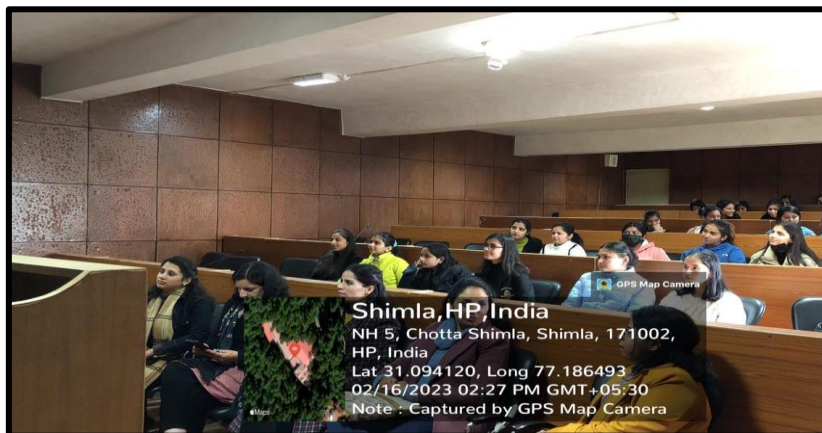 GPS Map Camera
Shimla,HP,India
NH 5, Chotta Shimla, Shimla, 171002,
HP, India
Lat 31.094120, Long 77.186493
02/16/2023 02:27 PM GMT+05:30
Note : Captured by GPS Map Camera
Maps